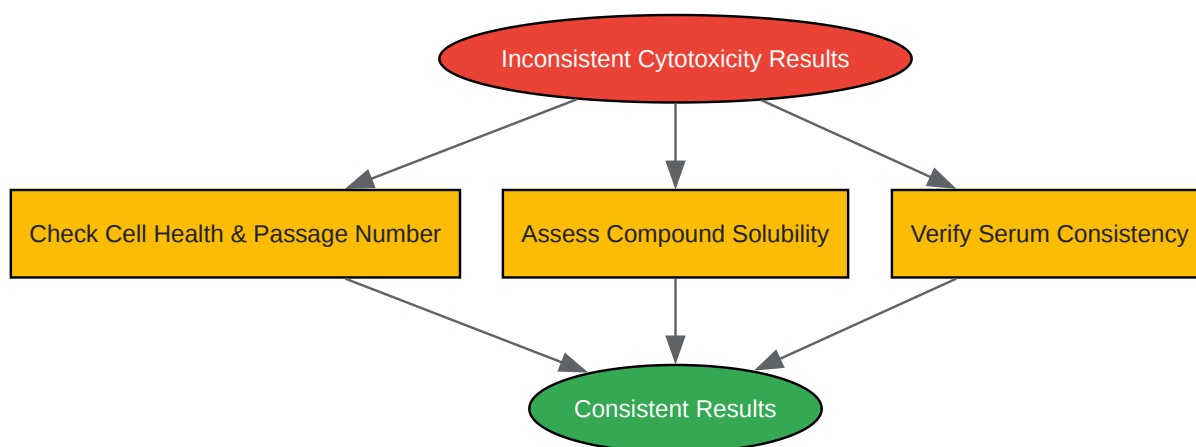 Inconsistent Cytotoxicity Results
Check Cell Health & Passage Number
Assess Compound Solubility
Verify Serum Consistency
Consistent Results